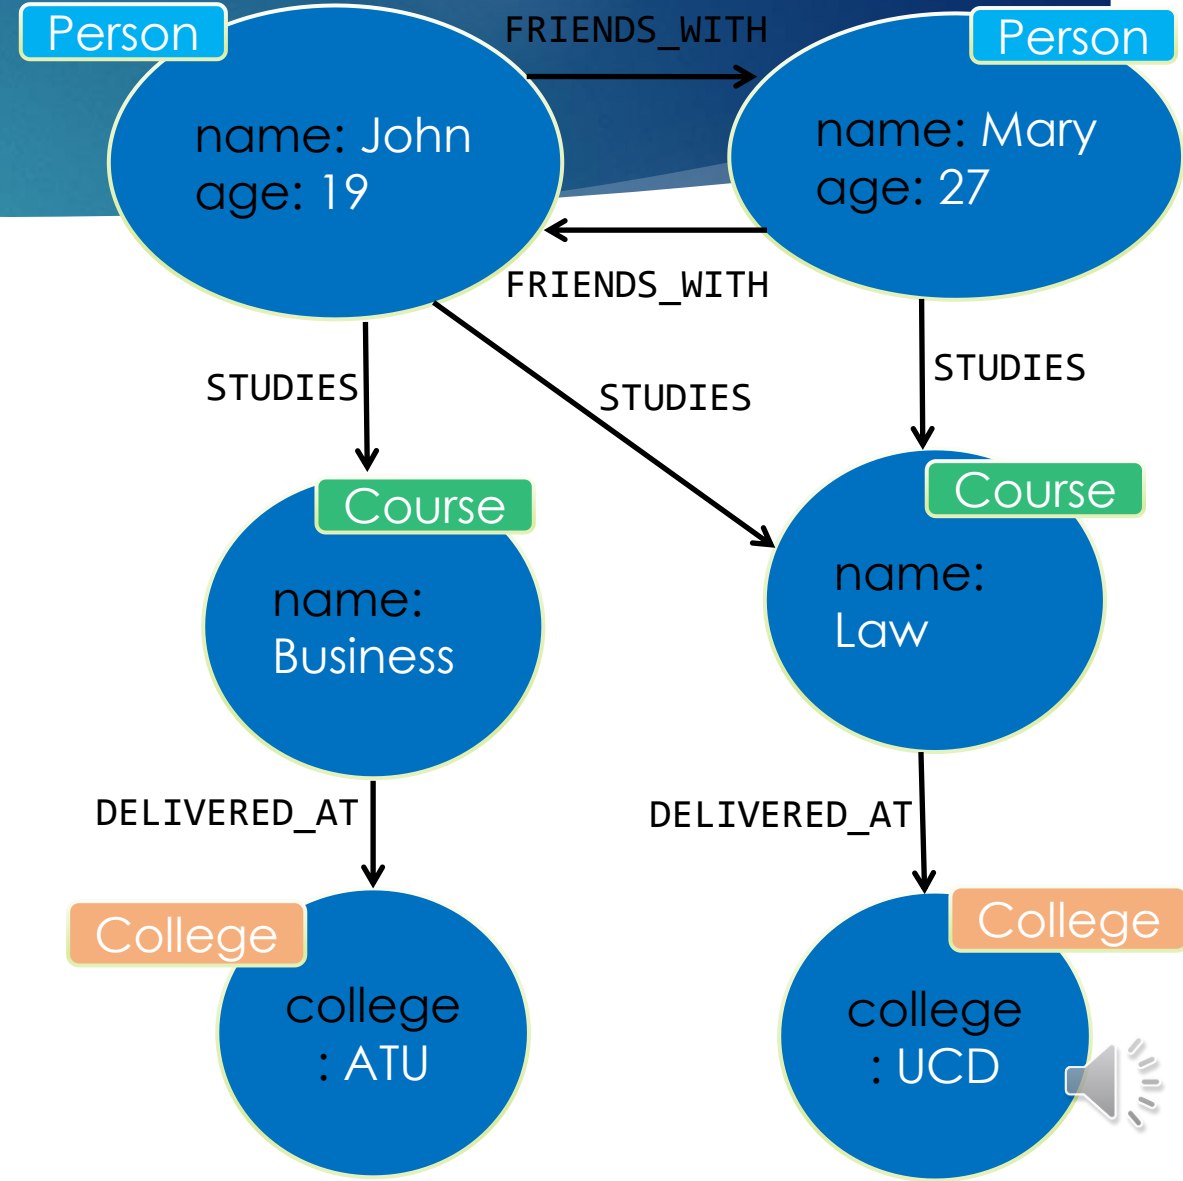 Person
FRIENDS_WITH
Person
name: John
age: 19
name: Mary
age: 27
FRIENDS_WITH
STUDIES
STUDIES
STUDIES
Course
Course
name:
Business
name:
Law
DELIVERED_AT
DELIVERED_AT
College
College
college
: ATU
college
: UCD